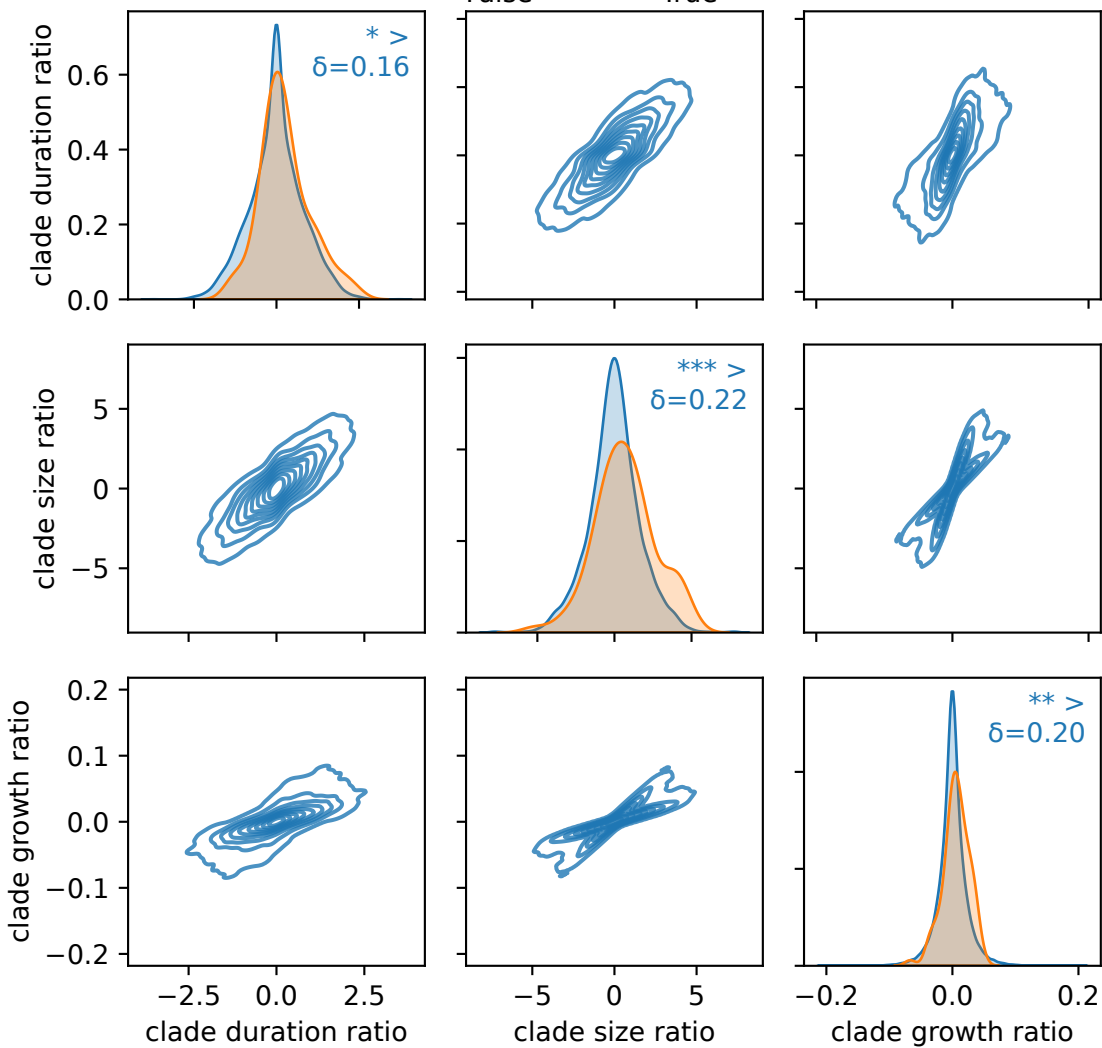 clade duration ratio
0.6
0.4
0.2
0.0
* >
δ=0.16
clade size ratio
5
0
−5
*** >
δ=0.22
clade growth ratio
0.2
0.1
0.0
−0.1
−0.2
** >
δ=0.20
−2.5 0.0 2.5
clade duration ratio
−5 0 5
clade size ratio
−0.2 0.0 0.2
clade growth ratio